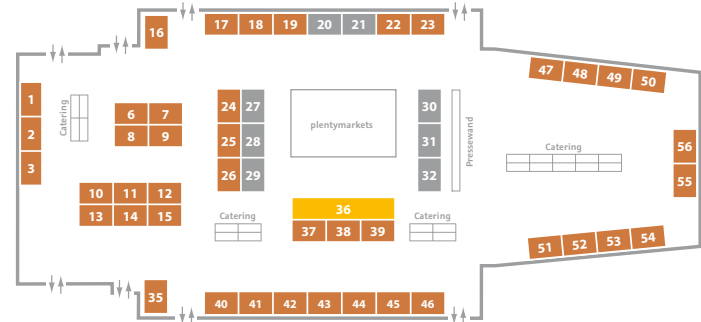 16
17 18 19 20 21 22 23
47 48 49 50
1
2
3
Catering
6 7
8 9
24 27
25 28
26 29
plentymarkets
30
31
32
Pressewand
Catering
56
55
10 11 12
13 14 15
Catering
36
37 38 39
Catering
51 52 53 54
35
40 41 42 43 44 45 46